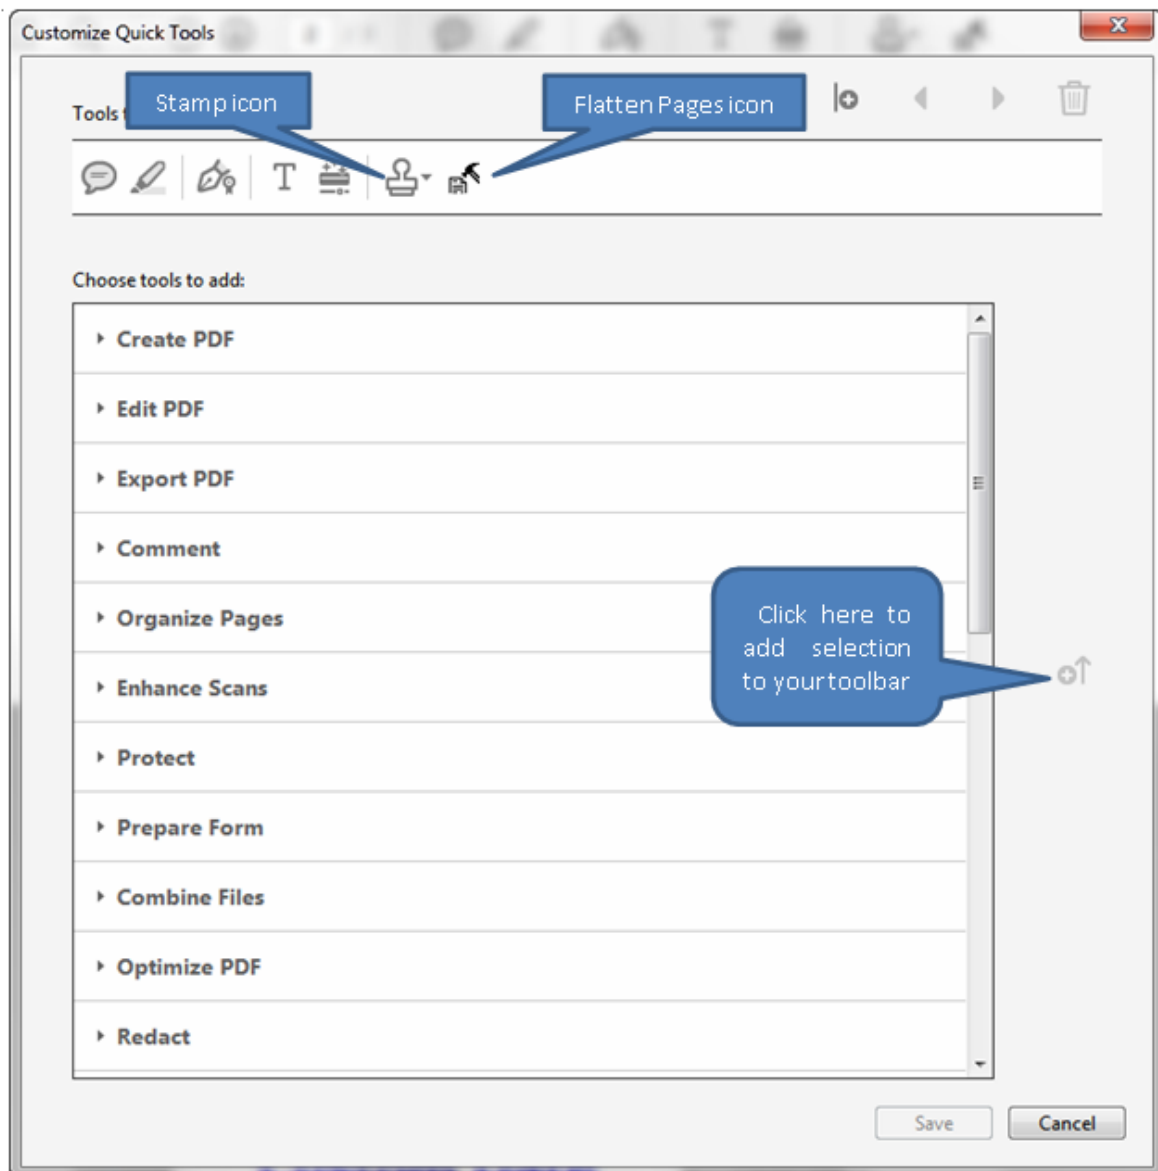 Customize Quick Tools
Stamp icon
Flatten Pages icon
Tools
T
Choose tools to add:
Create PDF
Edit PDF
Export PDF
Comment
Organize Pages
Enhance Scans
Protect
Prepare Form
Combine Files
Optimize PDF
Redact
Click here to
add selection
to your toolbar
Save
Cancel